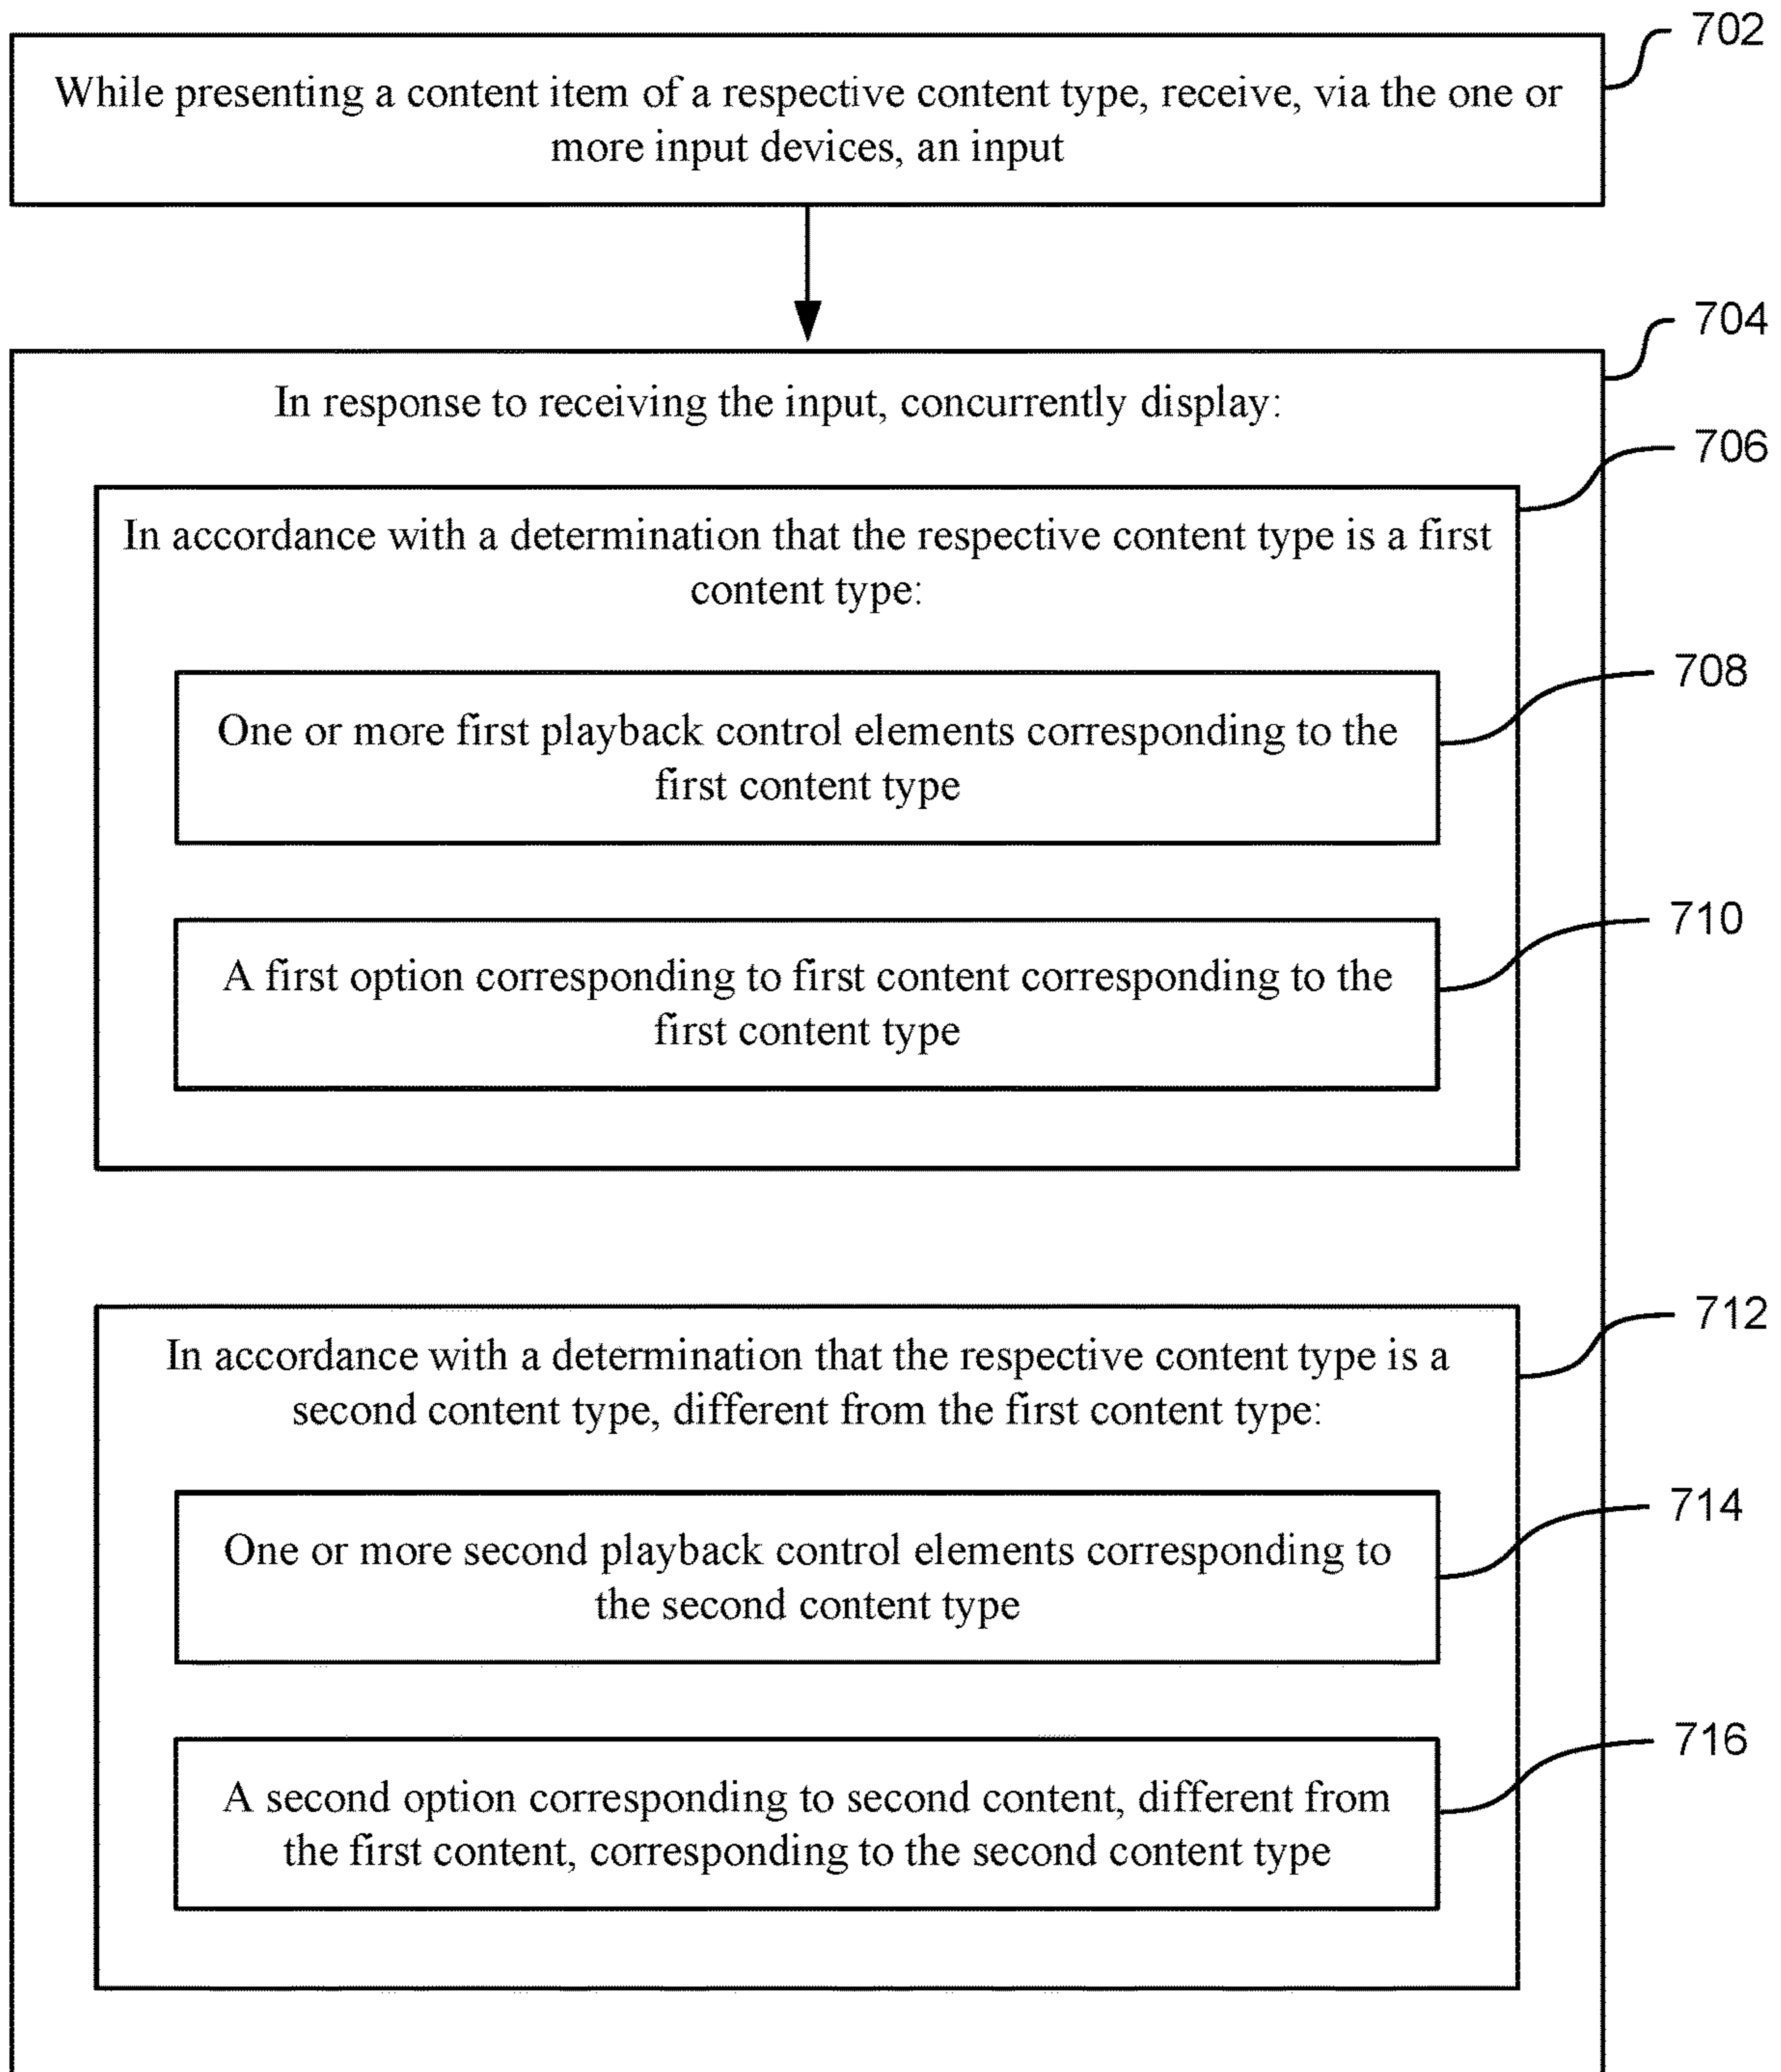 702
While presenting a content item of a respective content type, receive, via the one or
more input devices, an input
704
In response to receiving the input, concurrently display:
706
In accordance with a determination that the respective content type is a first
content type:
708
One or more first playback control elements corresponding to the
first content type
710
A first option corresponding to first content corresponding to the
first content type
712
In accordance with a determination that the respective content type is a
second content type, different from the first content type:
714
One or more second playback control elements corresponding to
the second content type
716
A second option corresponding to second content, different from
the first content, corresponding to the second content type